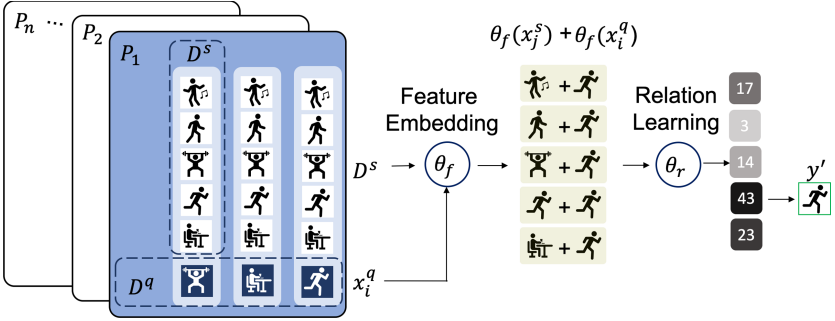 P_n ...
P_2
P_1
D^s
D^q
D^s
x_i^q
Feature
Embedding
θ_f
θ_f(x_j^s) + θ_f(x_i^q)
+
+
+
+
+
Relation
Learning
θ_r
17
3
14
43
23
y′